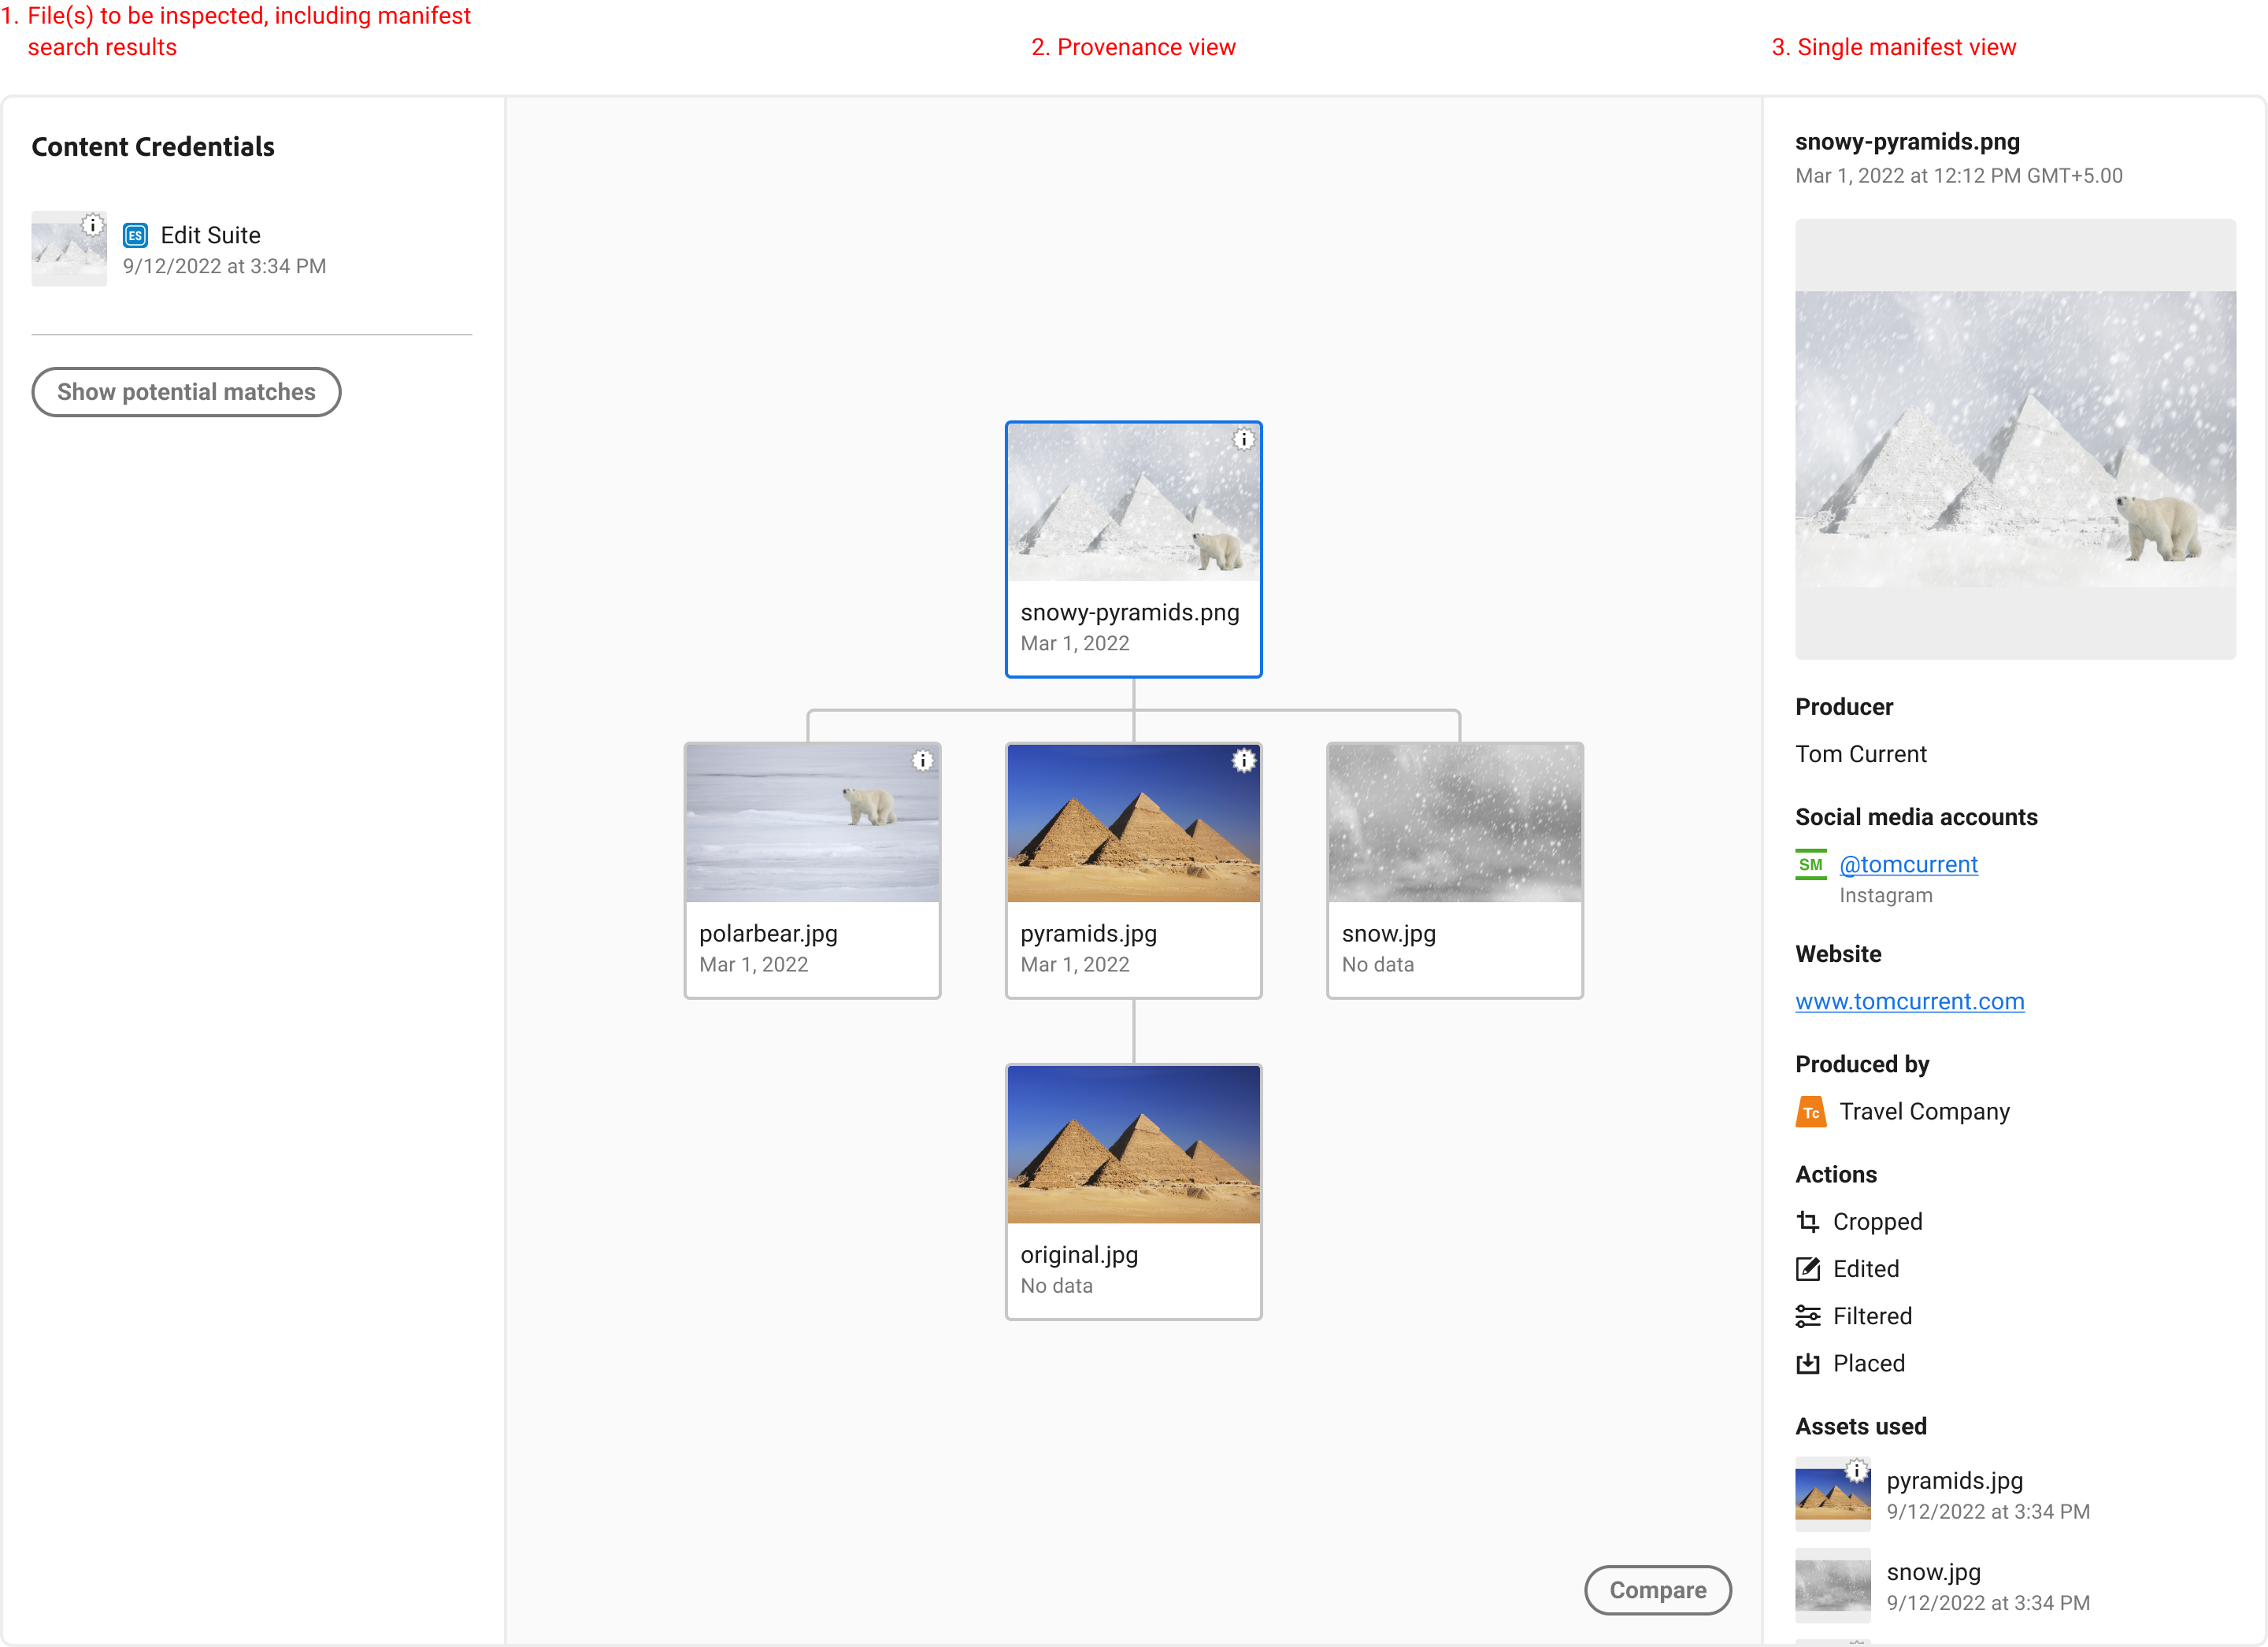 1. File(s) to be inspected, including manifest
search results
2. Provenance view
3. Single manifest view
Content Credentials
ES Edit Suite
9/12/2022 at 3:34 PM
Show potential matches
snowy-pyramids.png
Mar 1, 2022
polarbear.jpg
Mar 1, 2022
pyramids.jpg
Mar 1, 2022
snow.jpg
No data
original.jpg
No data
Compare
snowy-pyramids.png
Mar 1, 2022 at 12:12 PM GMT+5.00
Producer
Tom Current
Social media accounts
SM @tomcurrent
Instagram
Website
www.tomcurrent.com
Produced by
Tc Travel Company
Actions
Cropped
Edited
Filtered
Placed
Assets used
pyramids.jpg
9/12/2022 at 3:34 PM
snow.jpg
9/12/2022 at 3:34 PM